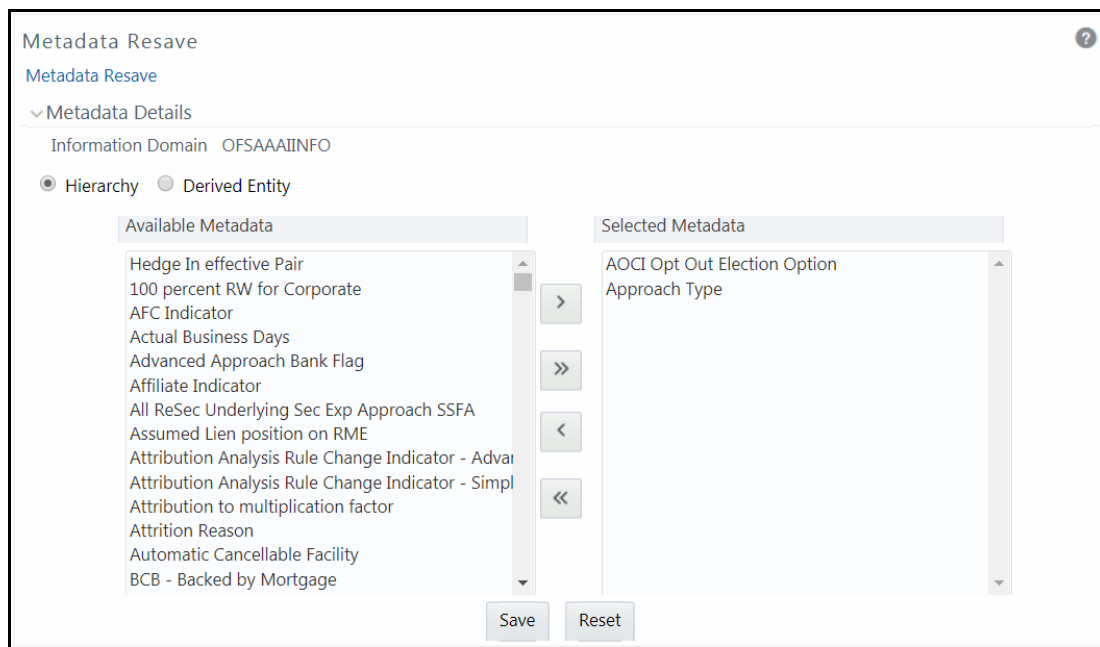 Metadata Resave
?
Metadata Resave
Metadata Details
Information Domain OFSAAAIINFO
Hierarchy Derived Entity
Available Metadata
Hedge In effective Pair
100 percent RW for Corporate
AFC Indicator
Actual Business Days
Advanced Approach Bank Flag
Affiliate Indicator
All ReSec Underlying Sec Exp Approach SSFA
Assumed Lien position on RME
Attribution Analysis Rule Change Indicator - Advan
Attribution Analysis Rule Change Indicator - Simpl
Attribution to multiplication factor
Attrition Reason
Automatic Cancellable Facility
BCB - Backed by Mortgage
>
»
<
«
Selected Metadata
AOCI Opt Out Election Option
Approach Type
Save Reset